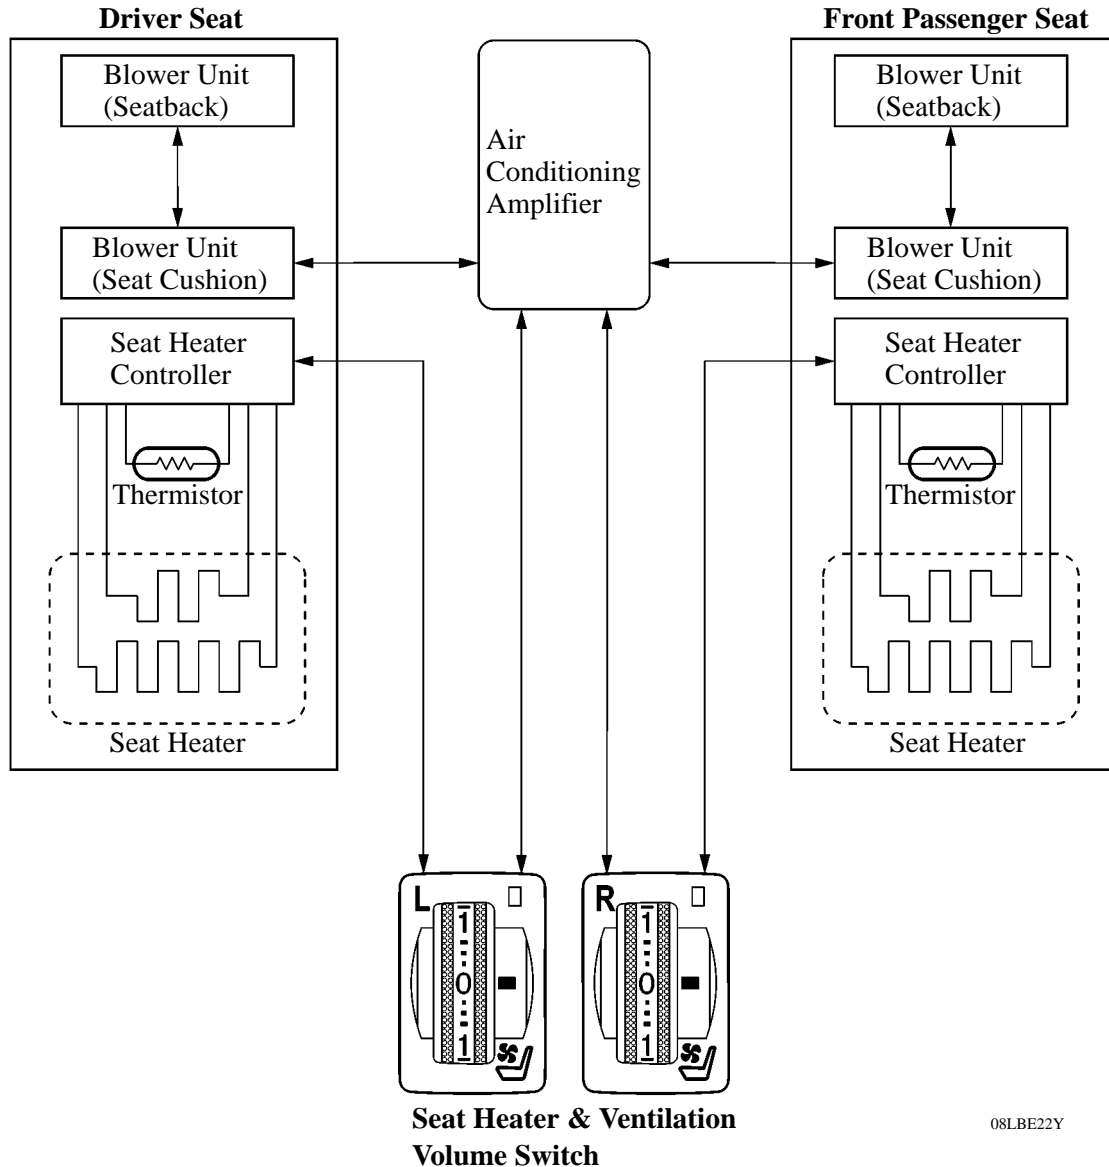 Driver Seat
Front Passenger Seat
Blower Unit
(Seatback)
Blower Unit
(Seat Cushion)
Seat Heater
Controller
Thermistor
Seat Heater
Air
Conditioning
Amplifier
Blower Unit
(Seatback)
Blower Unit
(Seat Cushion)
Seat Heater
Controller
Thermistor
Seat Heater
L
1
0
1
R
1
0
1
Seat Heater & Ventilation
Volume Switch
08LBE22Y